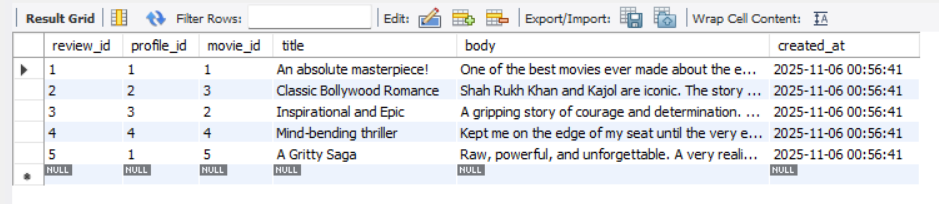 Result Grid Filter Rows: Edit: Export/Import: Wrap Cell Content: IA
review_id profile_id movie_id title body created_at
1 1 1 An absolute masterpiece! One of the best movies ever made about the e... 2025-11-06 00:56:41
2 2 3 Classic Bollywood Romance Shah Rukh Khan and Kajol are iconic. The story ... 2025-11-06 00:56:41
3 3 2 Inspirational and Epic A gripping story of courage and determination. ... 2025-11-06 00:56:41
4 4 4 Mind-bending thriller Kept me on the edge of my seat until the very e... 2025-11-06 00:56:41
5 1 5 A Gritty Saga Raw, powerful, and unforgettable. A very reali... 2025-11-06 00:56:41
NULL NULL NULL NULL NULL NULL